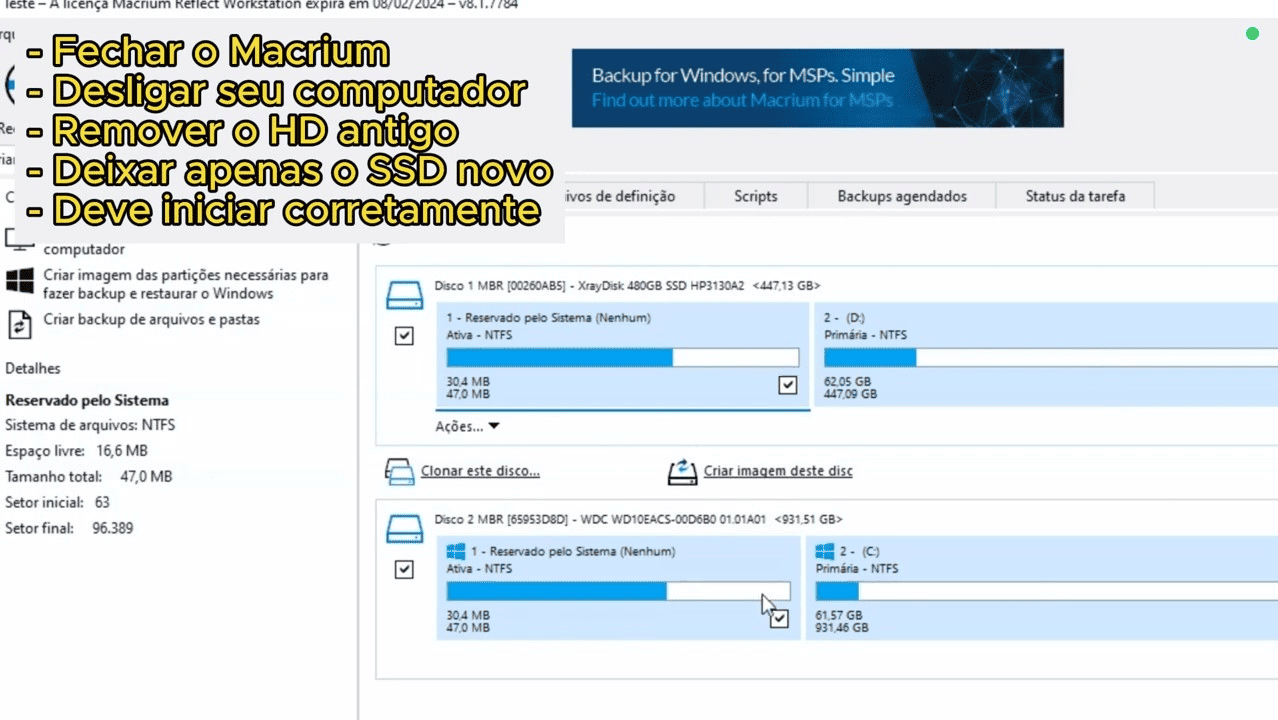 Teste – A licença Macrium Reflect Workstation expira em 08/02/2024 – v8.1.7784
- Fechar o Macrium
- Desligar seu computador
- Remover o HD antigo
- Deixar apenas o SSD novo
- Deve iniciar corretamente
Backup for Windows, for MSPs. Simple
Find out more about Macrium for MSPs
ivos de definição
Scripts
Backups agendados
Status da tarefa
computador
Criar imagem das partições necessárias para
fazer backup e restaurar o Windows
Criar backup de arquivos e pastas
Detalhes
Reservado pelo Sistema
Sistema de arquivos: NTFS
Espaço livre: 16,6 MB
Tamanho total: 47,0 MB
Setor inicial: 63
Setor final: 96.389
Disco 1 MBR [00260AB5] - XrayDisk 480GB SSD HP3130A2 <447,13 GB>
1 - Reservado pelo Sistema (Nenhum)
Ativa - NTFS
30,4 MB
47,0 MB
2 - (D:)
Primária - NTFS
62,05 GB
447,09 GB
Ações...
Clonar este disco...
Criar imagem deste disc
Disco 2 MBR [65953D8D] - WDC WD10EACS-00D6B0 01.01A01 <931,51 GB>
1 - Reservado pelo Sistema (Nenhum)
Ativa - NTFS
30,4 MB
47,0 MB
2 - (C:)
Primária - NTFS
61,57 GB
931,46 GB